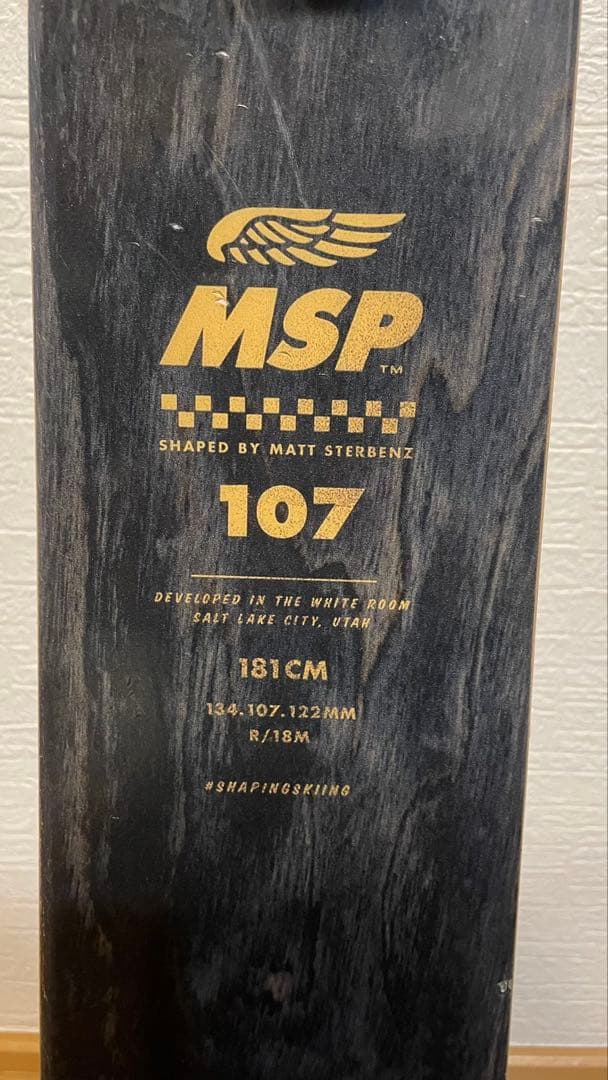 MSP™
SHAPED BY MATT STERBENZ
107
DEVELOPED IN THE WHITE ROOM
SALT LAKE CITY, UTAH
181CM
134.107.122MM
R/18M
#SHAPINGSKIING